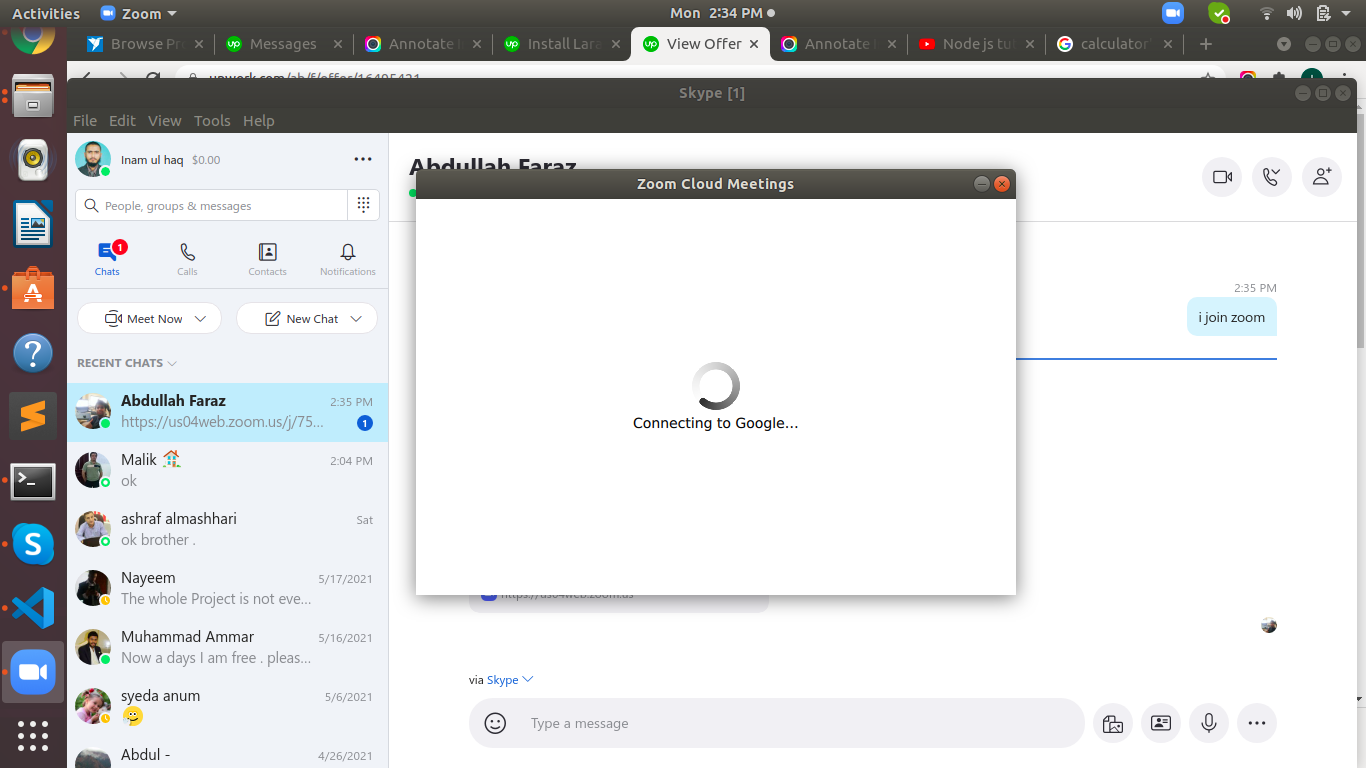 Activities
Zoom
Mon 2:34 PM
Browse Pr
Messages
Annotate
Install Lara
View Offer
Annotate
Node js tu
calculator
upwork.com/ab/f/offer/16495421
Skype [1]
File Edit View Tools Help
Inam ul haq $0.00
People, groups & messages
1
Chats
Calls
Contacts
Notifications
Meet Now
New Chat
RECENT CHATS
Abdullah Faraz 2:35 PM
https://us04web.zoom.us/j/75... 1
Malik 2:04 PM
ok
ashraf almashhari Sat
ok brother .
Nayeem 5/17/2021
The whole Project is not eve...
Muhammad Ammar 5/16/2021
Now a days I am free . pleas...
syeda anum 5/6/2021
Abdul - 4/26/2021
Abdullah Faraz
2:35 PM
i join zoom
Zoom Cloud Meetings
Connecting to Google...
https://us04web.zoom.us
via Skype
Type a message